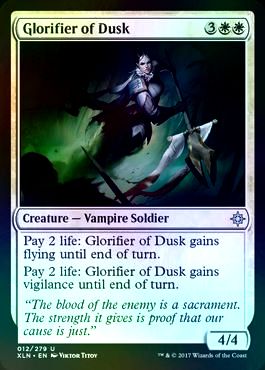 Glorifier of Dusk 3
Creature — Vampire Soldier
Pay 2 life: Glorifier of Dusk gains
flying until end of turn.
Pay 2 life: Glorifier of Dusk gains
vigilance until end of turn.
“The blood of the enemy is a sacrament.
The strength it gives is proof that our
cause is just.”
4/4
012/279 U
XLN • EN Viktor Titov
™ & © 2017 Wizards of the Coast